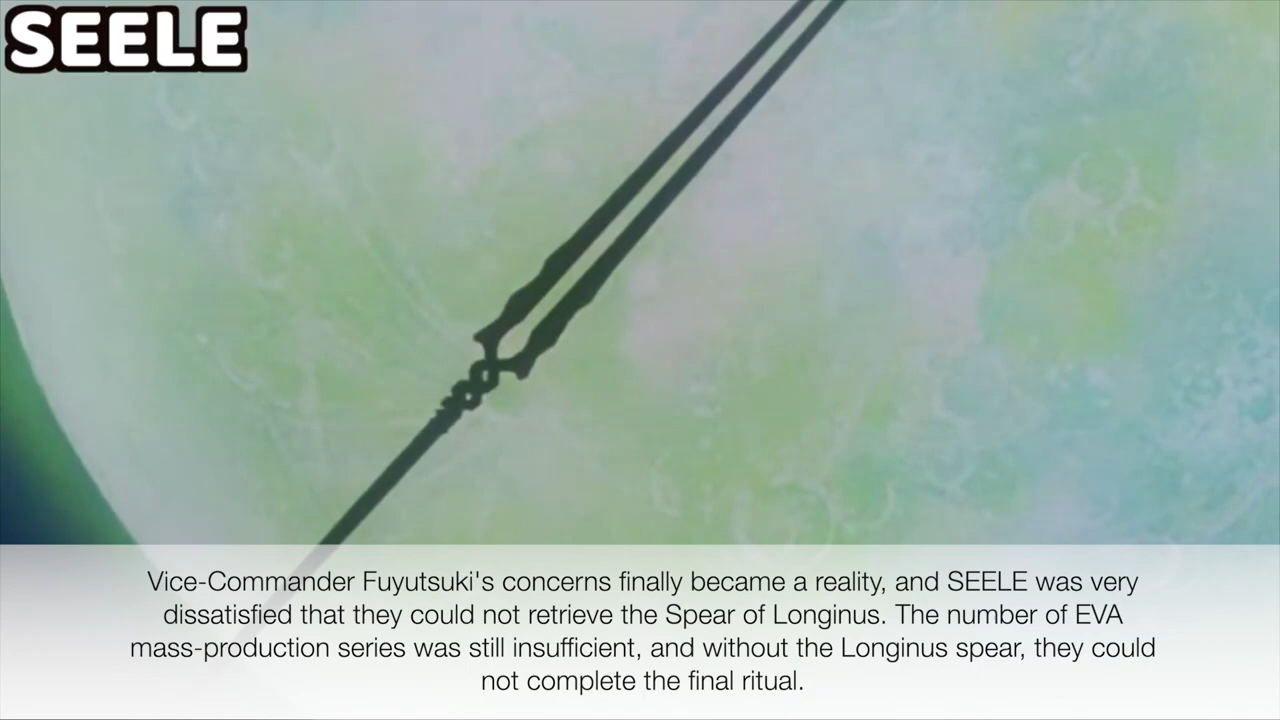 SEELE
Vice-Commander Fuyutsuki's concerns finally became a reality, and SEELE was very
dissatisfied that they could not retrieve the Spear of Longinus. The number of EVA
mass-production series was still insufficient, and without the Longinus spear, they could
not complete the final ritual.